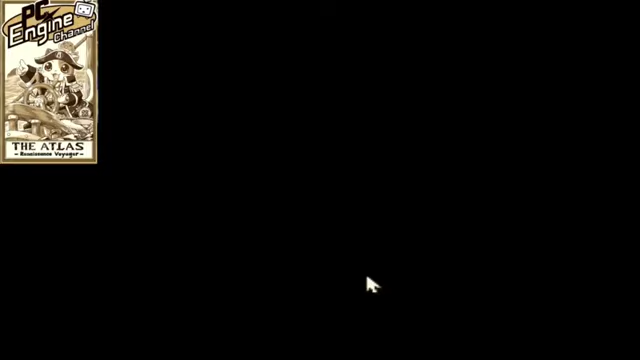 PC
Engine
Channel
THE ATLAS
- Renaissance Voyager -